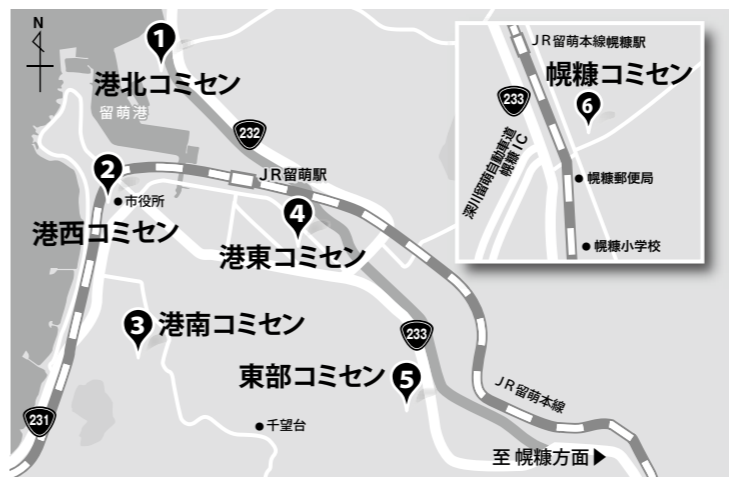 N
1
港北コミセン
留萌港
232
2
JR留萌駅
市役所
港西コミセン
4
港東コミセン
3
港南コミセン
233
東部コミセン
5
JR留萌本線
231
千望台
至 幌糠方面
JR留萌本線幌糠駅
幌糠コミセン
233
6
深川留萌自動車道
幌糠IC
幌糠郵便局
幌糠小学校